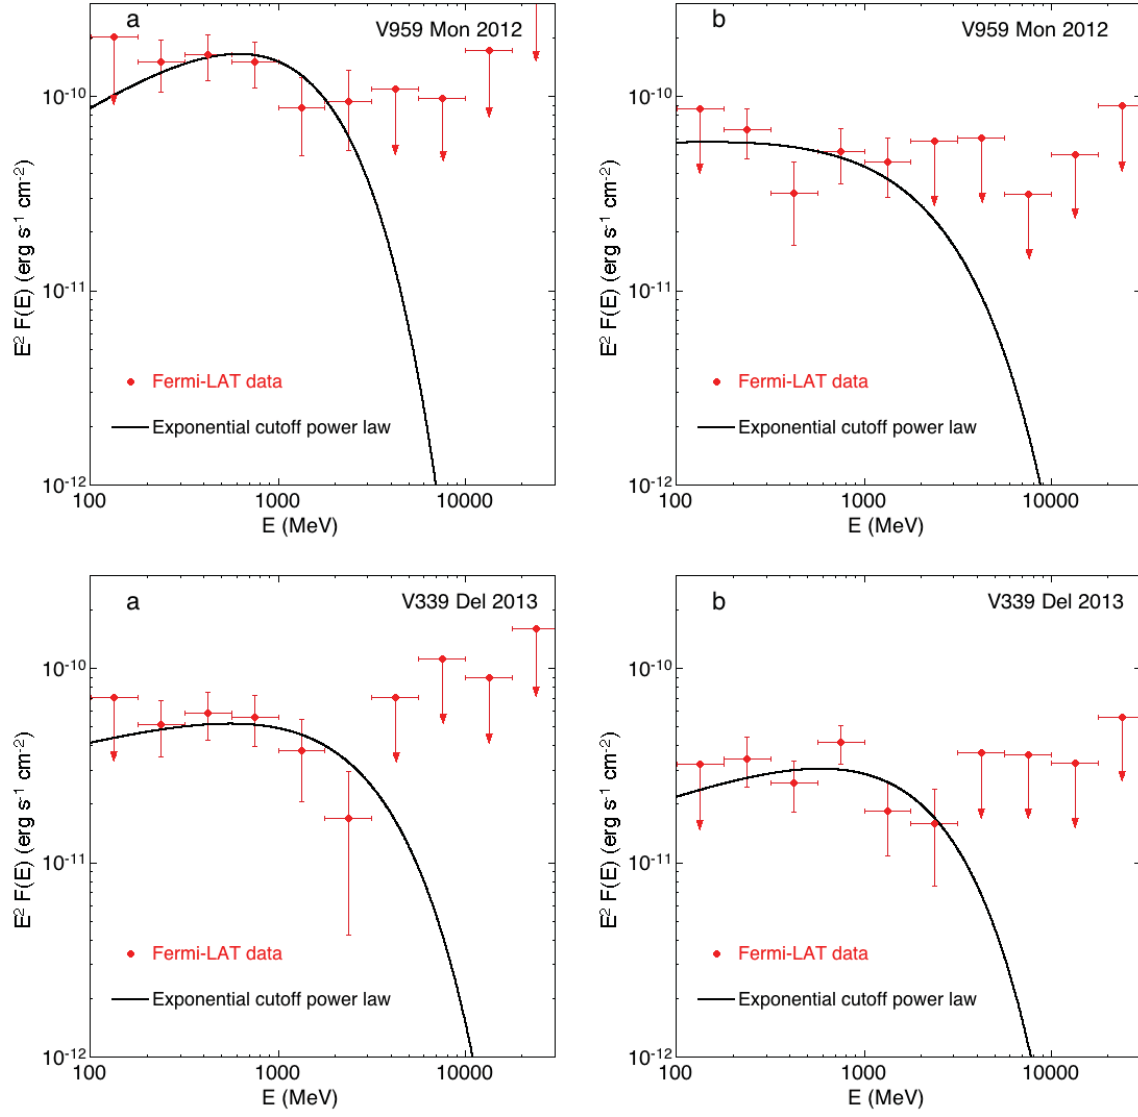 a
V959 Mon 2012
10⁻¹⁰
10⁻¹¹
10⁻¹²
E² F(E) (erg s⁻¹ cm⁻²)
Fermi-LAT data
Exponential cutoff power law
100
1000
10000
E (MeV)
b
V959 Mon 2012
10⁻¹⁰
10⁻¹¹
10⁻¹²
E² F(E) (erg s⁻¹ cm⁻²)
Fermi-LAT data
Exponential cutoff power law
100
1000
10000
E (MeV)
a
V339 Del 2013
10⁻¹⁰
10⁻¹¹
10⁻¹²
E² F(E) (erg s⁻¹ cm⁻²)
Fermi-LAT data
Exponential cutoff power law
100
1000
10000
E (MeV)
b
V339 Del 2013
10⁻¹⁰
10⁻¹¹
10⁻¹²
E² F(E) (erg s⁻¹ cm⁻²)
Fermi-LAT data
Exponential cutoff power law
100
1000
10000
E (MeV)